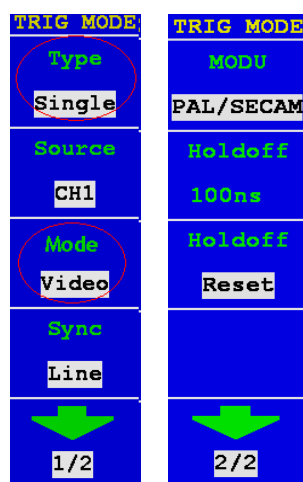 TRIG MODE
Type
Single
Source
CH1
Mode
Video
Sync
Line
1/2
TRIG MODE
MODU
PAL/SECAM
Holdoff
100ns
Holdoff
Reset
2/2